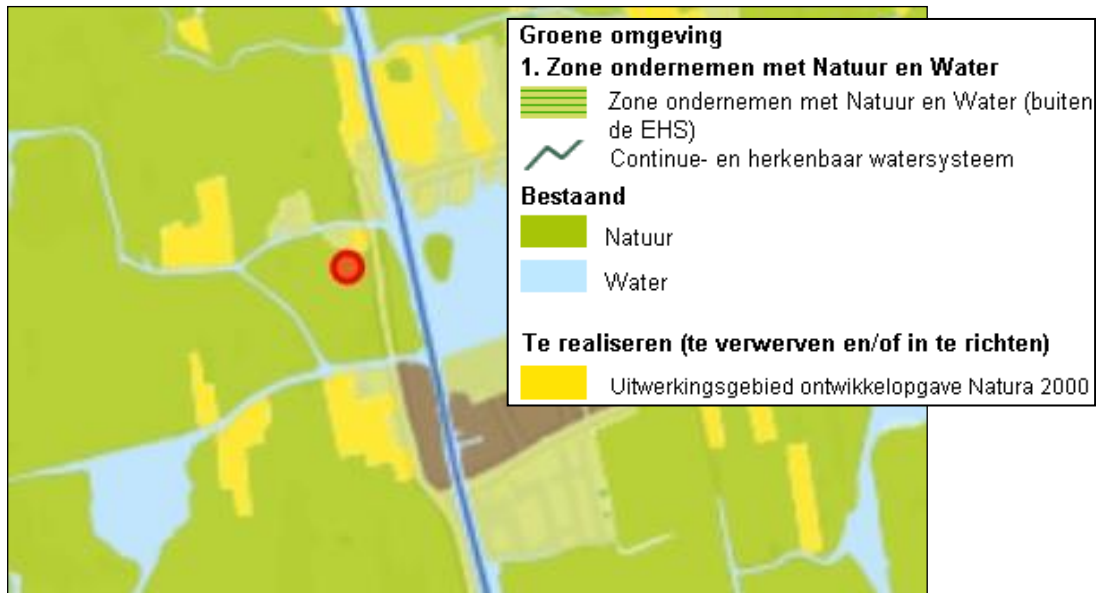 Groene omgeving
1. Zone ondernemen met Natuur en Water
Zone ondernemen met Natuur en Water (buiten
de EHS)
Continue- en herkenbaar watersysteem
Bestaand
Natuur
Water
Te realiseren (te verwerven en/of in te richten)
Uitwerkingsgebied ontwikkelopgave Natura 2000